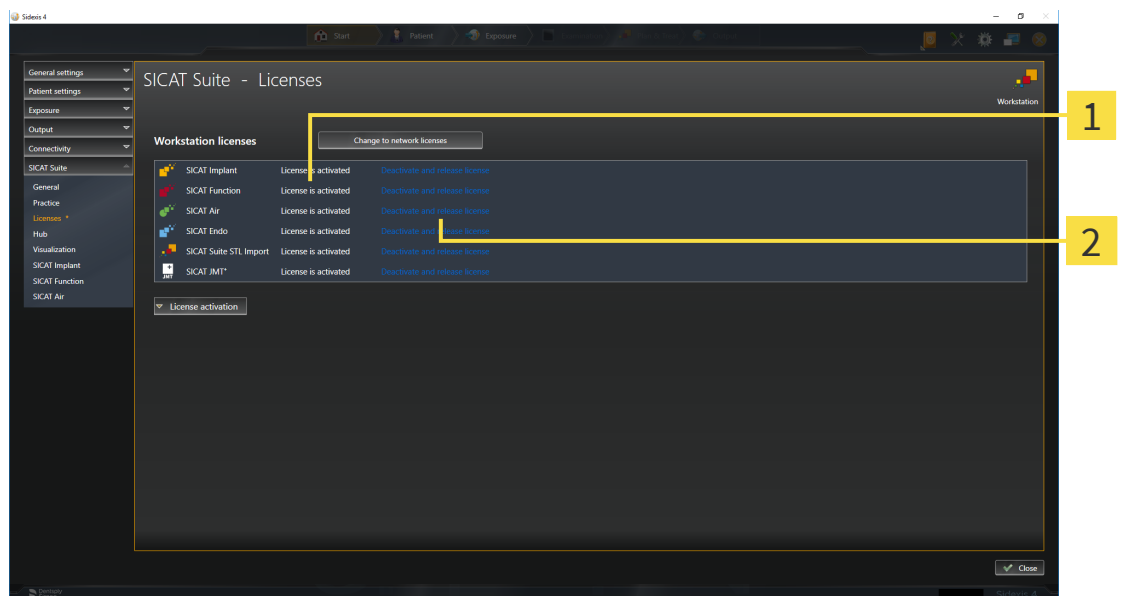 Sidexis 4
Start
Patient
Exposure
General settings
Patient settings
Exposure
Output
Connectivity
SICAT Suite
General
Practice
Licenses *
Hub
Visualization
SICAT Implant
SICAT Function
SICAT Air
SICAT Suite - Licenses
Workstation
1
Workstation licenses
Change to network licenses
SICAT Implant License is activated Deactivate and release license
SICAT Function License is activated Deactivate and release license
SICAT Air License is activated Deactivate and release license
SICAT Endo License is activated Deactivate and release license
SICAT Suite STL Import License is activated Deactivate and release license
JMT SICAT JMT+ License is activated Deactivate and release license
2
License activation
Close
Dentsply
Sidexis 4